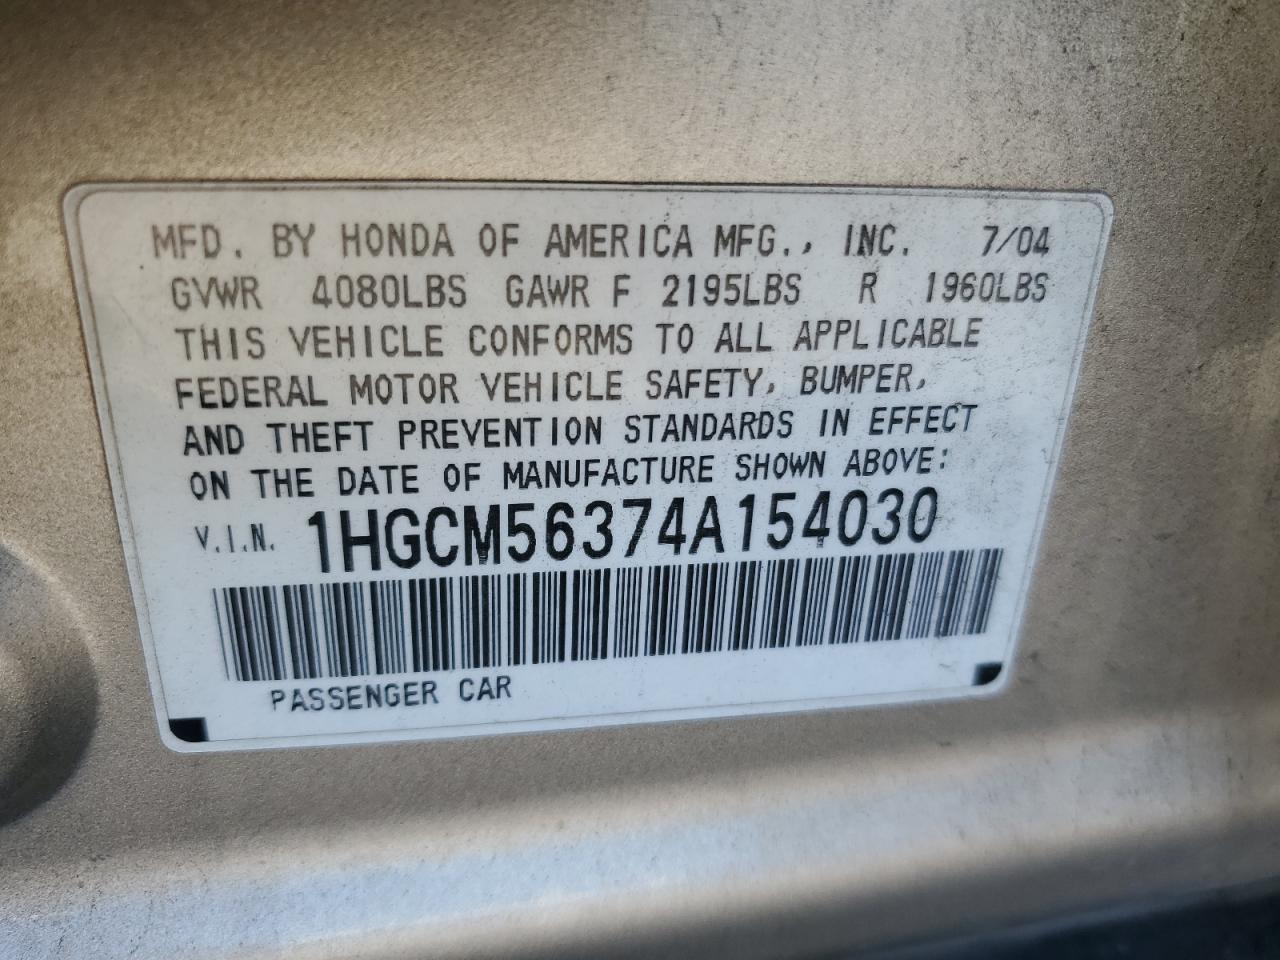 MFD. BY HONDA OF AMERICA MFG., INC. 7/04
GVWR 4080LBS GAWR F 2195LBS R 1960LBS
THIS VEHICLE CONFORMS TO ALL APPLICABLE
FEDERAL MOTOR VEHICLE SAFETY, BUMPER,
AND THEFT PREVENTION STANDARDS IN EFFECT
ON THE DATE OF MANUFACTURE SHOWN ABOVE:
V.I.N. 1HGCM56374A154030
PASSENGER CAR